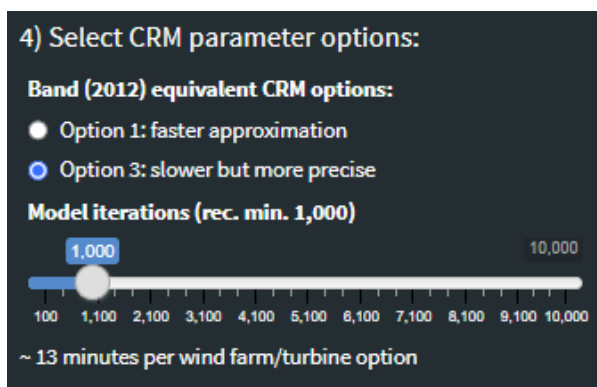 4) Select CRM parameter options:
Band (2012) equivalent CRM options:
Option 1: faster approximation
Option 3: slower but more precise
Model iterations (rec. min. 1,000)
1,000 10,000
100 1,100 2,100 3,100 4,100 5,100 6,100 7,100 8,100 9,100 10,000
~ 13 minutes per wind farm/turbine option